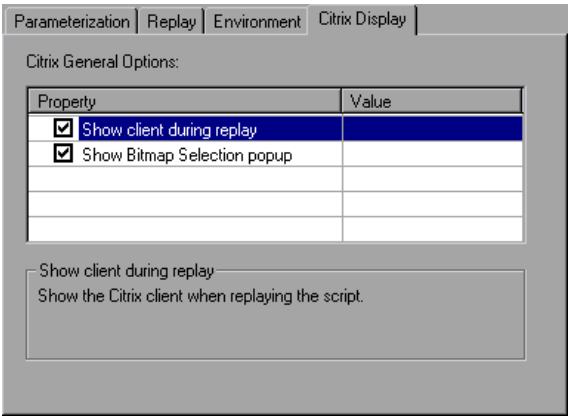 Parameterization Replay Environment Citrix Display
Citrix General Options:
Property Value
Show client during replay
Show Bitmap Selection popup
Show client during replay
Show the Citrix client when replaying the script.